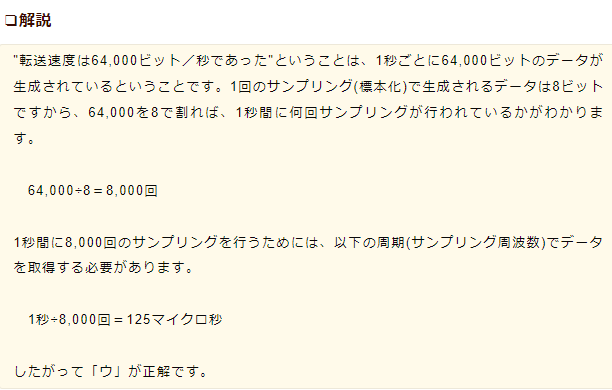 ❏解説
"転送速度は64,000ビット／秒であった"ということは、1秒ごとに64,000ビットのデータが
生成されているということです。1回のサンプリング(標本化)で生成されるデータは8ビット
ですから、64,000を8で割れば、1秒間に何回サンプリングが行われているかがわかりま
す。
64,000÷8＝8,000回
1秒間に8,000回のサンプリングを行うためには、以下の周期(サンプリング周波数)でデータ
を取得する必要があります。
1秒÷8,000回＝125マイクロ秒
したがって「ウ」が正解です。